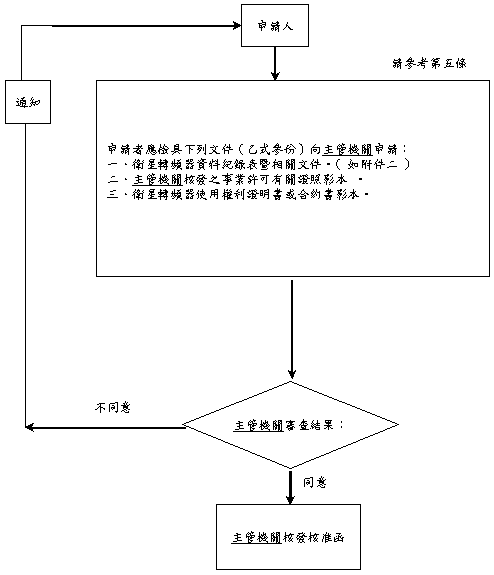 申請人
請參考第五條
通知
申請者應檢具下列文件（乙式參份）向主管機關申請：
一、衛星轉頻器資料紀錄表暨相關文件。（如附件二）
二、主管機關核發之事業許可有關證照影本 。
三、衛星轉頻器使用權利證明書或合約書影本。
不同意
主管機關審查結果：
同意
主管機關核發核准函